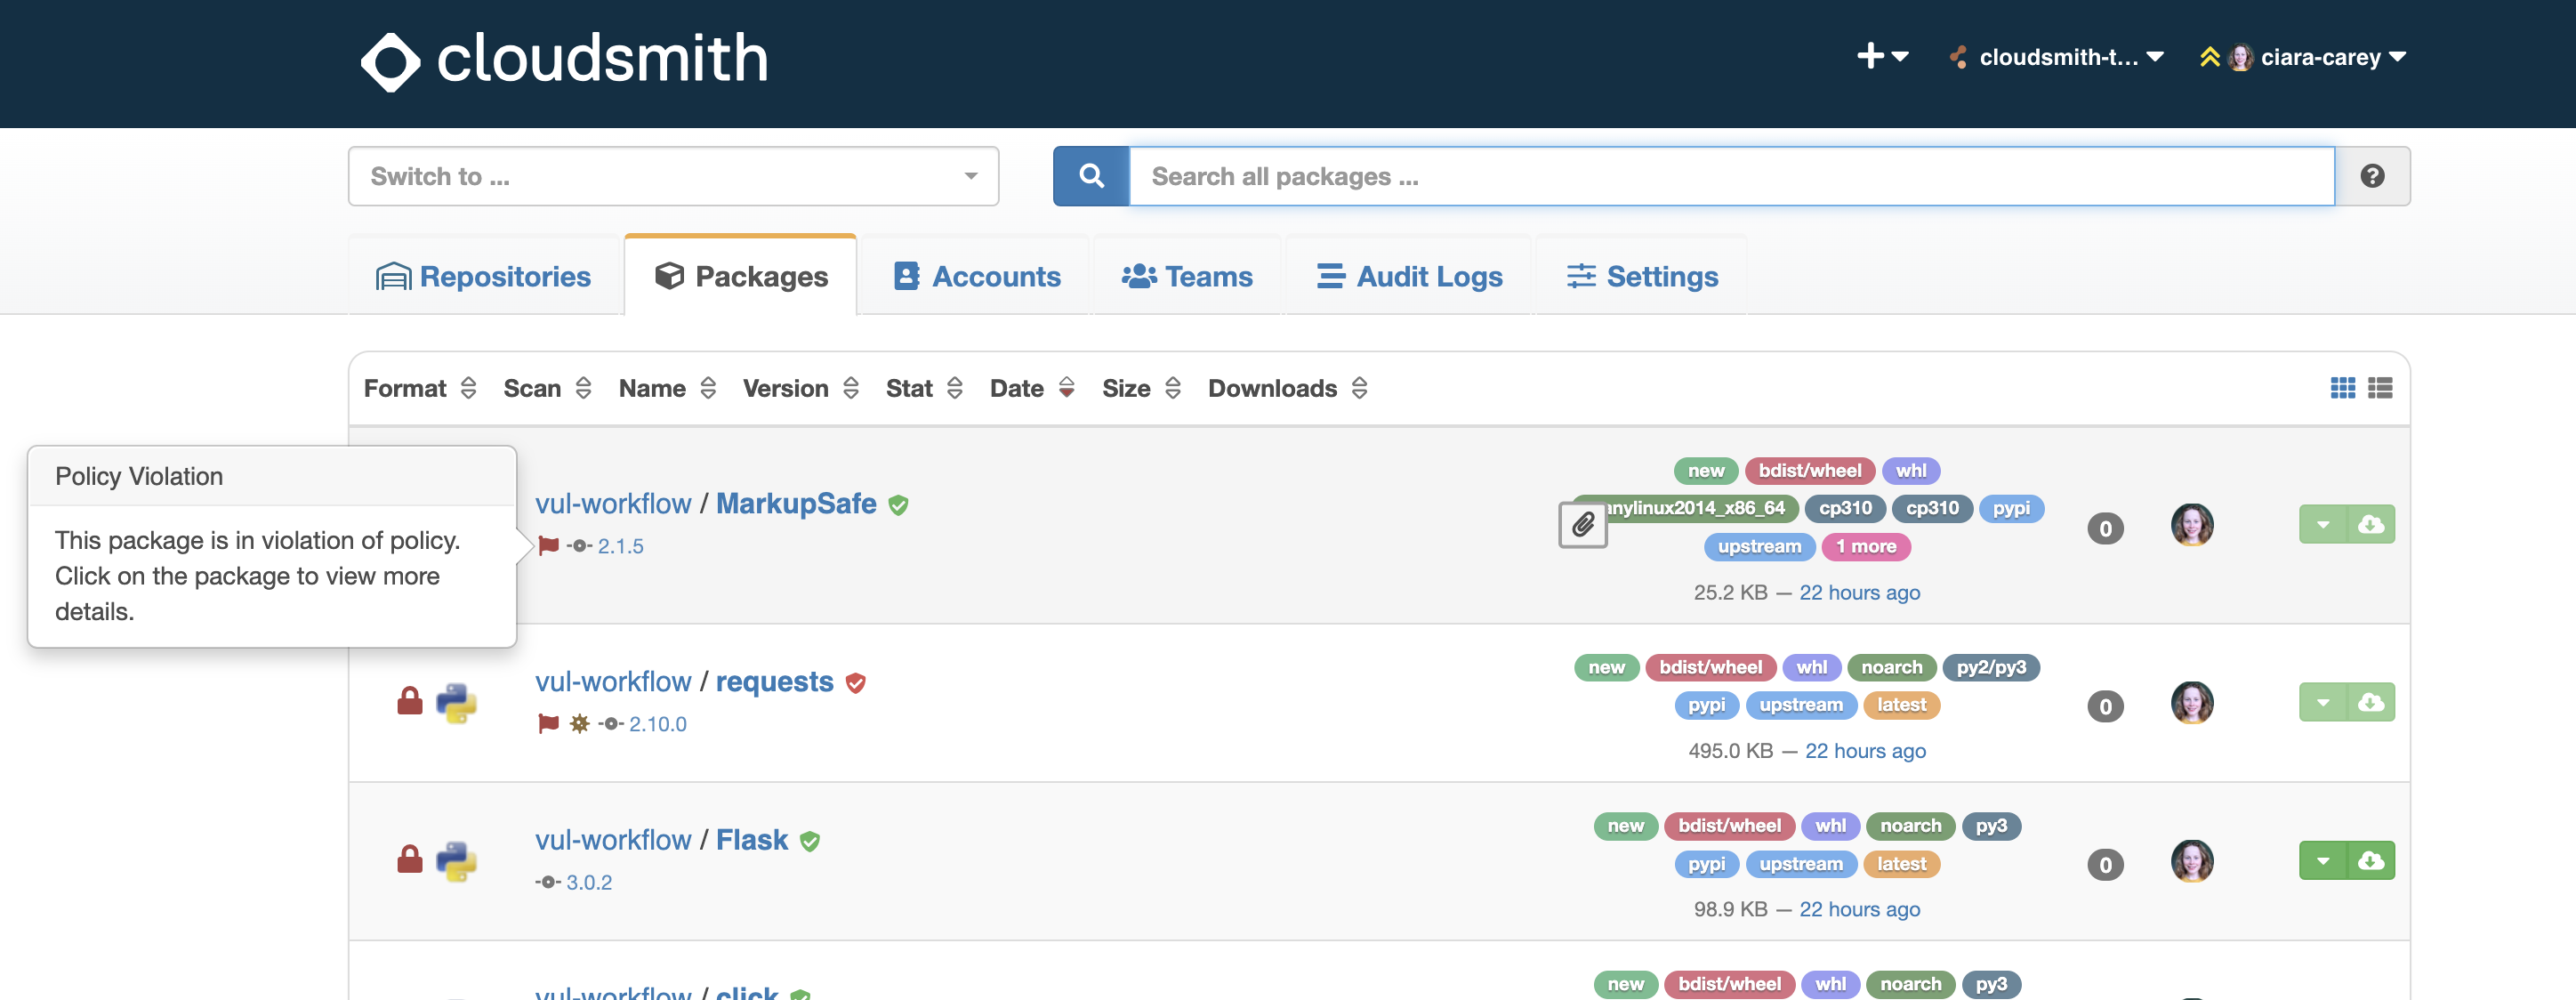 cloudsmith
cloudsmith-t...
ciara-carey
Switch to ...
Search all packages ...
Repositories
Packages
Accounts
Teams
Audit Logs
Settings
Format Scan Name Version Stat Date Size Downloads
Policy Violation
This package is in violation of policy.
Click on the package to view more
details.
vul-workflow / MarkupSafe
2.1.5
new bdist/wheel whl
anylinux2014_x86_64 cp310 cp310 pypi
upstream 1 more
25.2 KB — 22 hours ago
0
vul-workflow / requests
2.10.0
new bdist/wheel whl noarch py2/py3
pypi upstream latest
495.0 KB — 22 hours ago
0
vul-workflow / Flask
3.0.2
new bdist/wheel whl noarch py3
pypi upstream latest
98.9 KB — 22 hours ago
0
vul-workflow / click
new bdist/wheel whl noarch py3